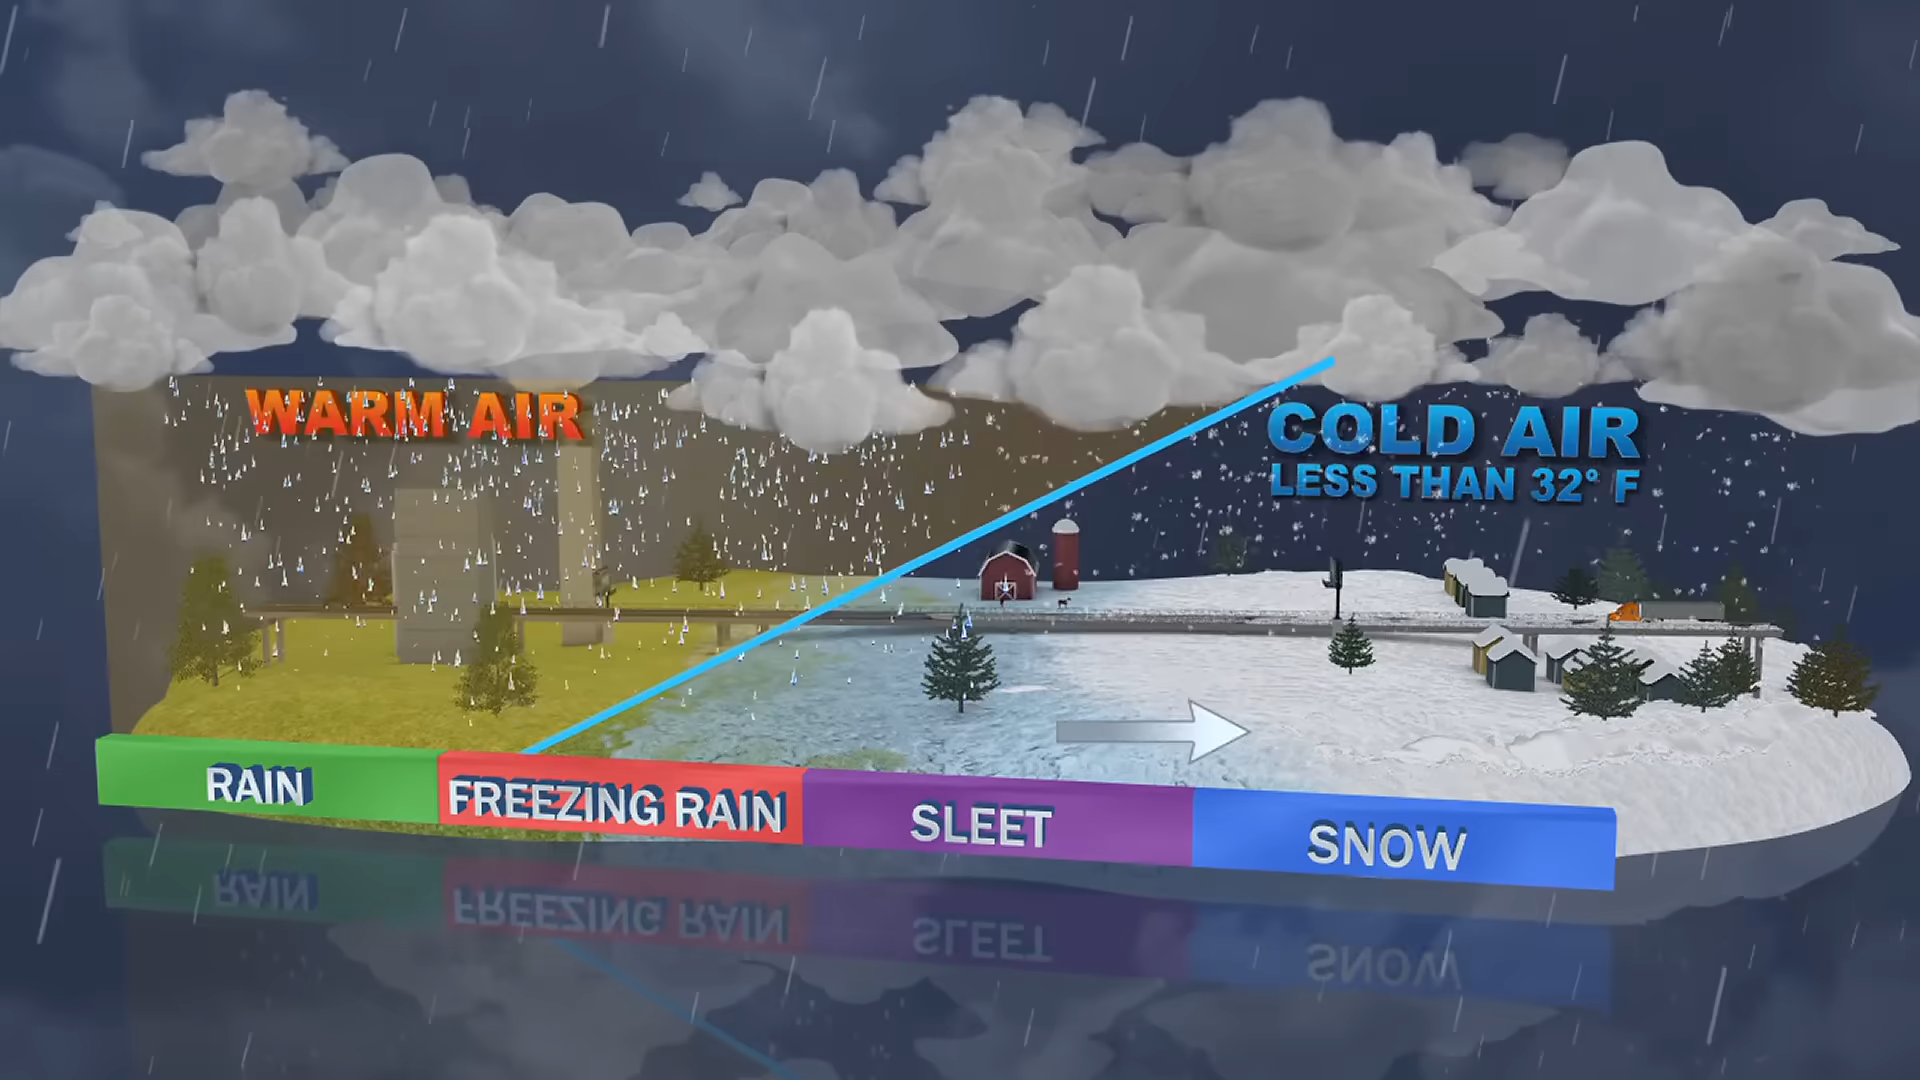 WARM AIR
COLD AIR
LESS THAN 32° F
RAIN
FREEZING RAIN
SLEET
SNOW